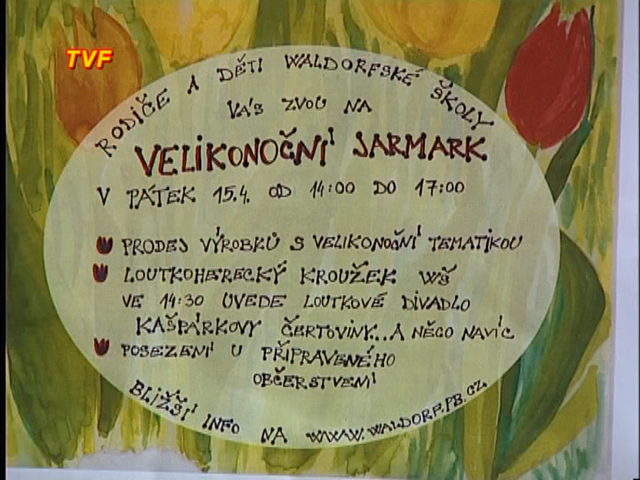 TVF
RODIČE A DĚTI WALDORFSKÉ ŠKOLY
VÁS ZVOU NA
VELIKONOČNÍ JARMARK
V PÁTEK 15.4. OD 14:00 DO 17:00
PRODEJ VÝROBKŮ S VELIKONOČNÍ TEMATIKOU
LOUTKOHERECKÝ KROUŽEK WŠ
VE 14:30 UVEDE LOUTKOVÉ DIVADLO
KAŠPÁRKOVY ČERTOVINY...A NĚCO NAVÍC
POSEZENÍ U PŘIPRAVENÉHO
OBČERSTVENÍ
BLIŽŠÍ INFO NA WWW.WALDORF.PB.CZ